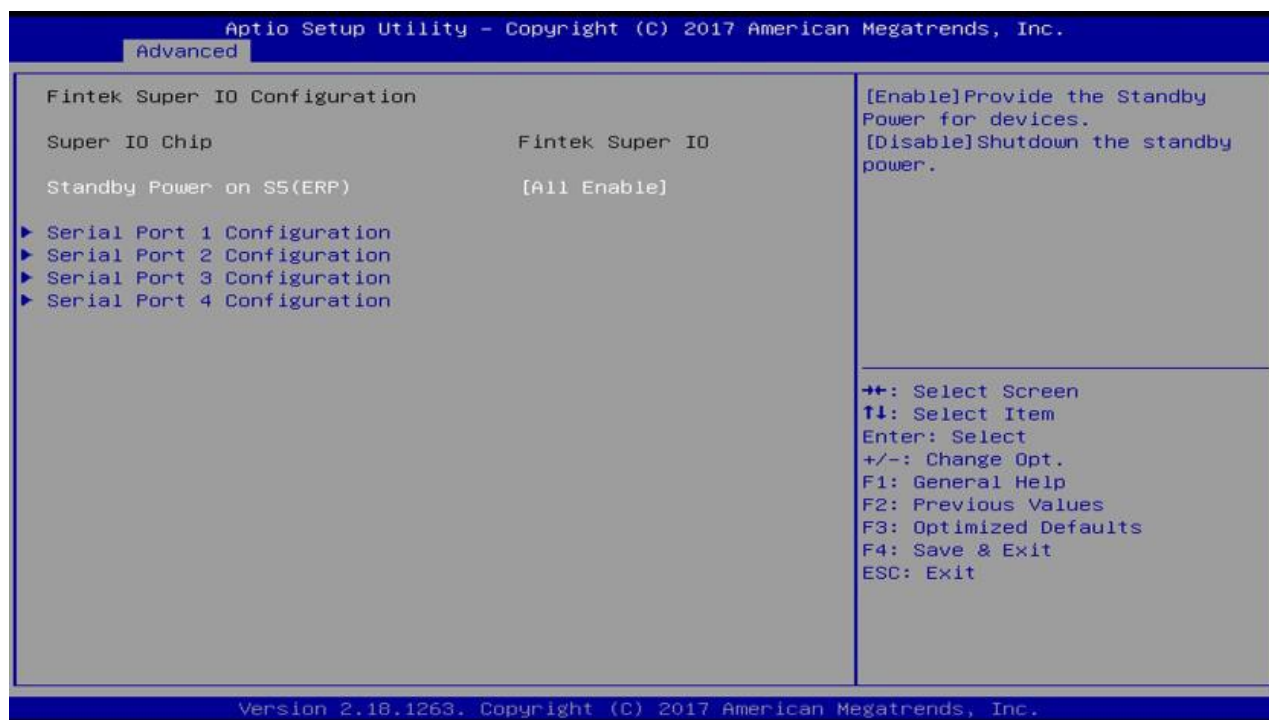 Aptio Setup Utility – Copyright (C) 2017 American Megatrends, Inc.
Advanced
Fintek Super IO Configuration
Super IO Chip Fintek Super IO
Standby Power on S5(ERP) [All Enable]
► Serial Port 1 Configuration
► Serial Port 2 Configuration
► Serial Port 3 Configuration
► Serial Port 4 Configuration
[Enable]Provide the Standby
Power for devices.
[Disable]Shutdown the standby
power.
→←: Select Screen
↑↓: Select Item
Enter: Select
+/-: Change Opt.
F1: General Help
F2: Previous Values
F3: Optimized Defaults
F4: Save & Exit
ESC: Exit
Version 2.18.1263. Copyright (C) 2017 American Megatrends, Inc.